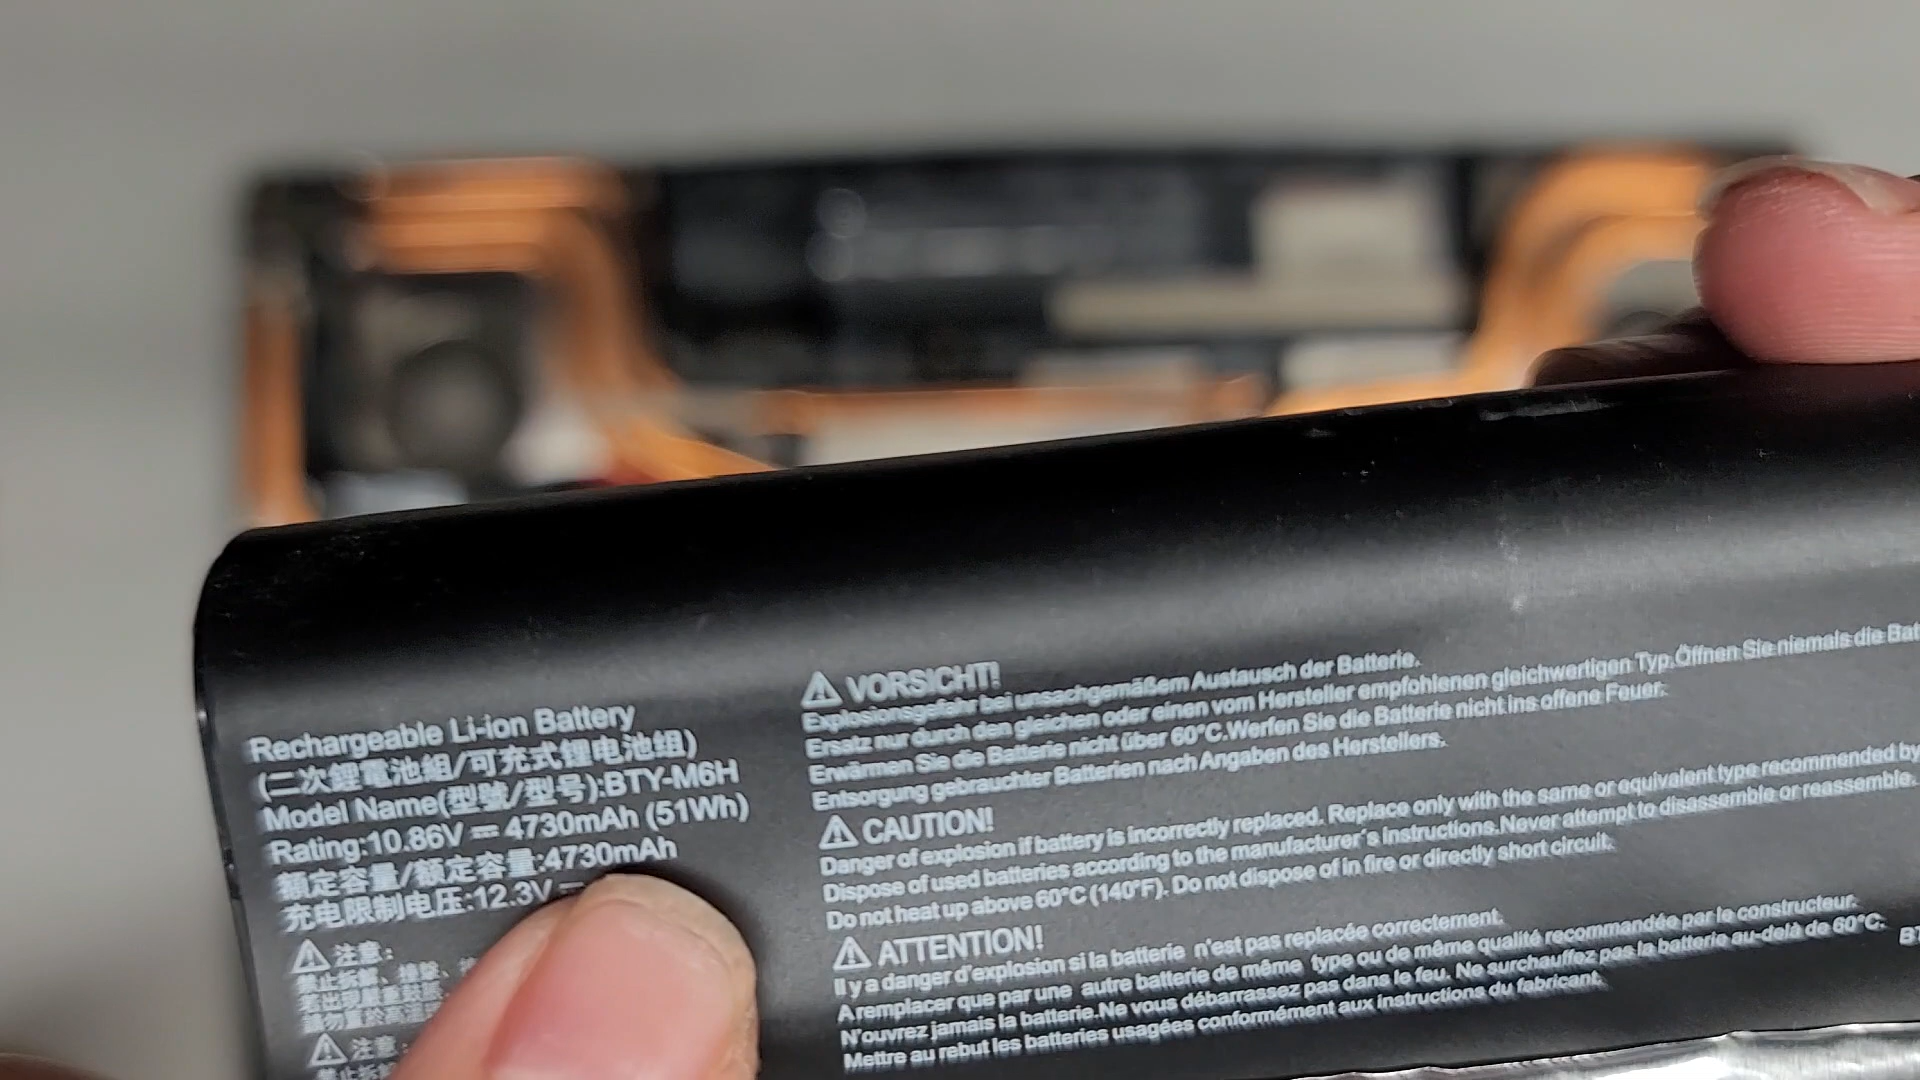 Rechargeable Li-ion Battery
(二次鋰電池組/可充式锂电池组)
Model Name(型號/型号):BTY-M6H
Rating:10.86V ⎓ 4730mAh (51Wh)
額定容量/额定容量:4730mAh
充电限制电压:12.3V ⎓
⚠ 注意:
⚠ 注意:
⚠ VORSICHT!
Explosionsgefahr bei unsachgemäßem Austausch der Batterie.
Ersatz nur durch den gleichen oder einen vom Hersteller empfohlenen gleichwertigen Typ.Öffnen Sie niemals die Bat
Erwärmen Sie die Batterie nicht über 60°C.Werfen Sie die Batterie nicht ins offene Feuer.
Entsorgung gebrauchter Batterien nach Angaben des Herstellers.
⚠ CAUTION!
Danger of explosion if battery is incorrectly replaced. Replace only with the same or equivalent type recommended by
Dispose of used batteries according to the manufacturer's instructions.Never attempt to disassemble or reassemble.
Do not heat up above 60°C (140°F). Do not dispose of in fire or directly short circuit.
⚠ ATTENTION!
Il y a danger d'explosion si la batterie n'est pas replacée correctement.
A remplacer que par une autre batterie de même type ou de même qualité recommandée par le constructeur.
N'ouvrez jamais la batterie.Ne vous débarrassez pas dans le feu. Ne surchauffez pas la batterie au-delà de 60°C.
Mettre au rebut les batteries usagées conformément aux instructions du fabricant.
BT